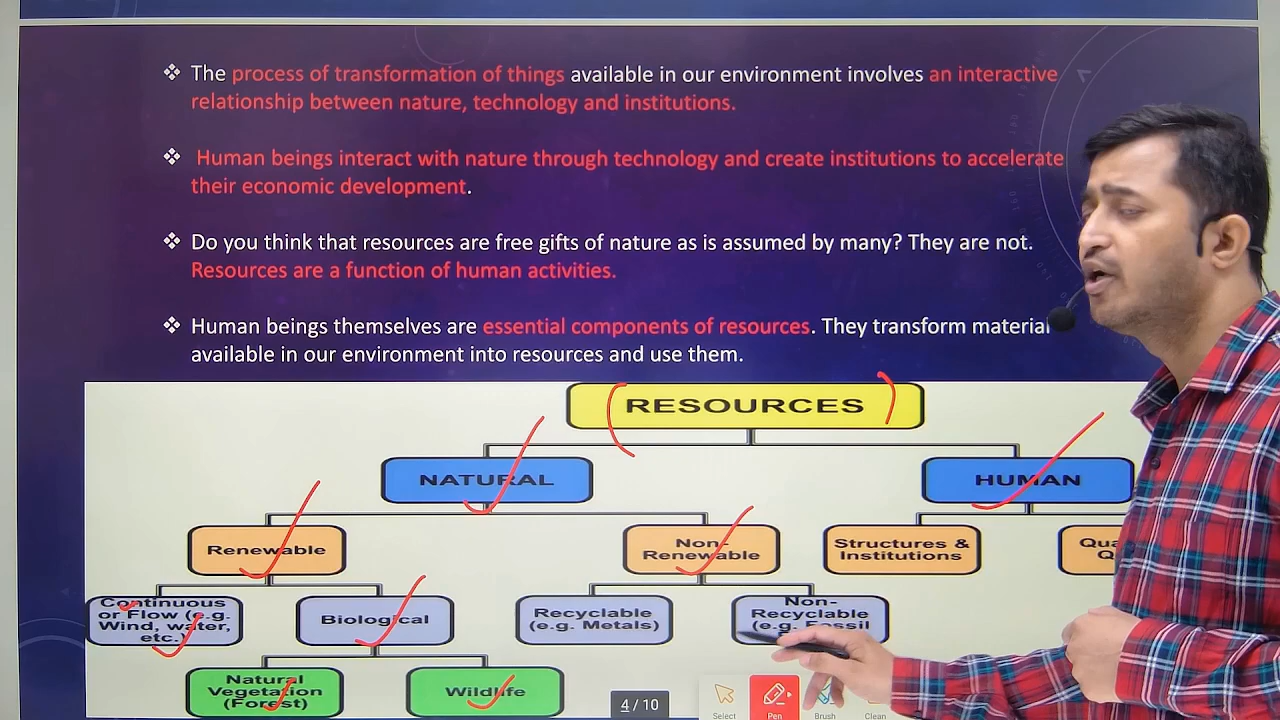 ❖ The process of transformation of things available in our environment involves an interactive
relationship between nature, technology and institutions.
❖ Human beings interact with nature through technology and create institutions to accelerate
their economic development.
❖ Do you think that resources are free gifts of nature as is assumed by many? They are not.
Resources are a function of human activities.
❖ Human beings themselves are essential components of resources. They transform material
available in our environment into resources and use them.
RESOURCES
NATURAL
HUMAN
Renewable
Non-
Renewable
Structures &
Institutions
Continuous
or Flow (e.g.
Wind, water,
etc.)
Biological
Recyclable
(e.g. Metals)
Non-
Recyclable
(e.g. Fossil
Natural
Vegetation
(Forest)
Wildlife
4 / 10
Select
Pen
Brush
Clean